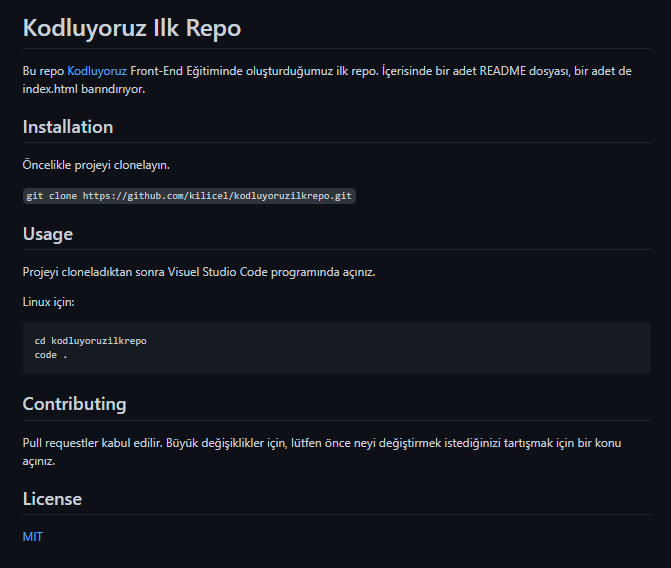 Kodluyoruz Ilk Repo
Bu repo Kodluyoruz Front-End Eğitiminde oluşturduğumuz ilk repo. İçerisinde bir adet README dosyası, bir adet de
index.html barındırıyor.
Installation
Öncelikle projeyi clonelayın.
git clone https://github.com/kilicel/kodluyoruzilkrepo.git
Usage
Projeyi cloneladıktan sonra Visuel Studio Code programında açınız.
Linux için:
cd kodluyoruzilkrepo
code .
Contributing
Pull requestler kabul edilir. Büyük değişiklikler için, lütfen önce neyi değiştirmek istediğinizi tartışmak için bir konu
açınız.
License
MIT